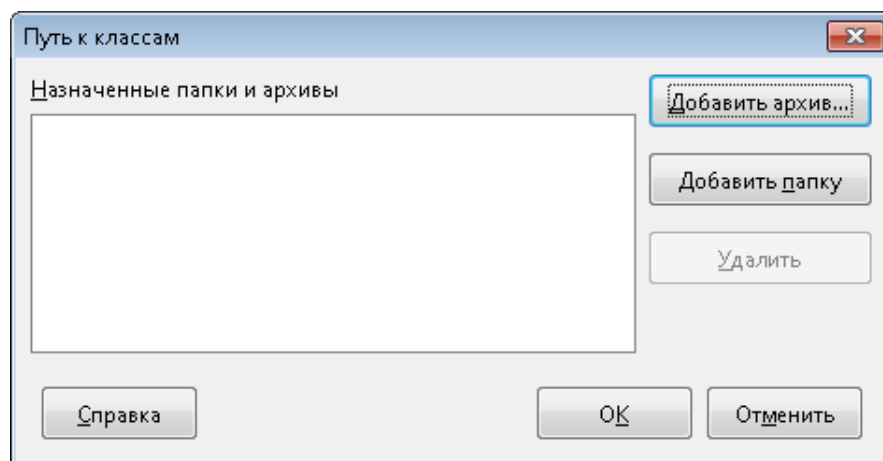 Путь к классам
Назначенные папки и архивы
Добавить архив...
Добавить папку
Удалить
Справка
OK
Отменить